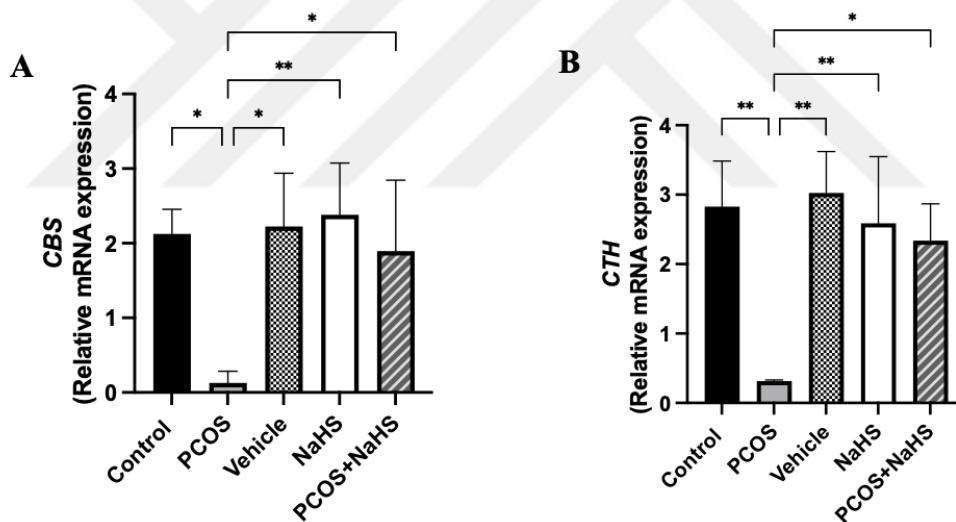 A
CBS
(Relative mRNA expression)
4
3
2
1
0
*
**
*
*
Control
PCOS
Vehicle
NaHS
PCOS+NaHS
B
CTH
(Relative mRNA expression)
4
3
2
1
0
*
**
**
**
Control
PCOS
Vehicle
NaHS
PCOS+NaHS